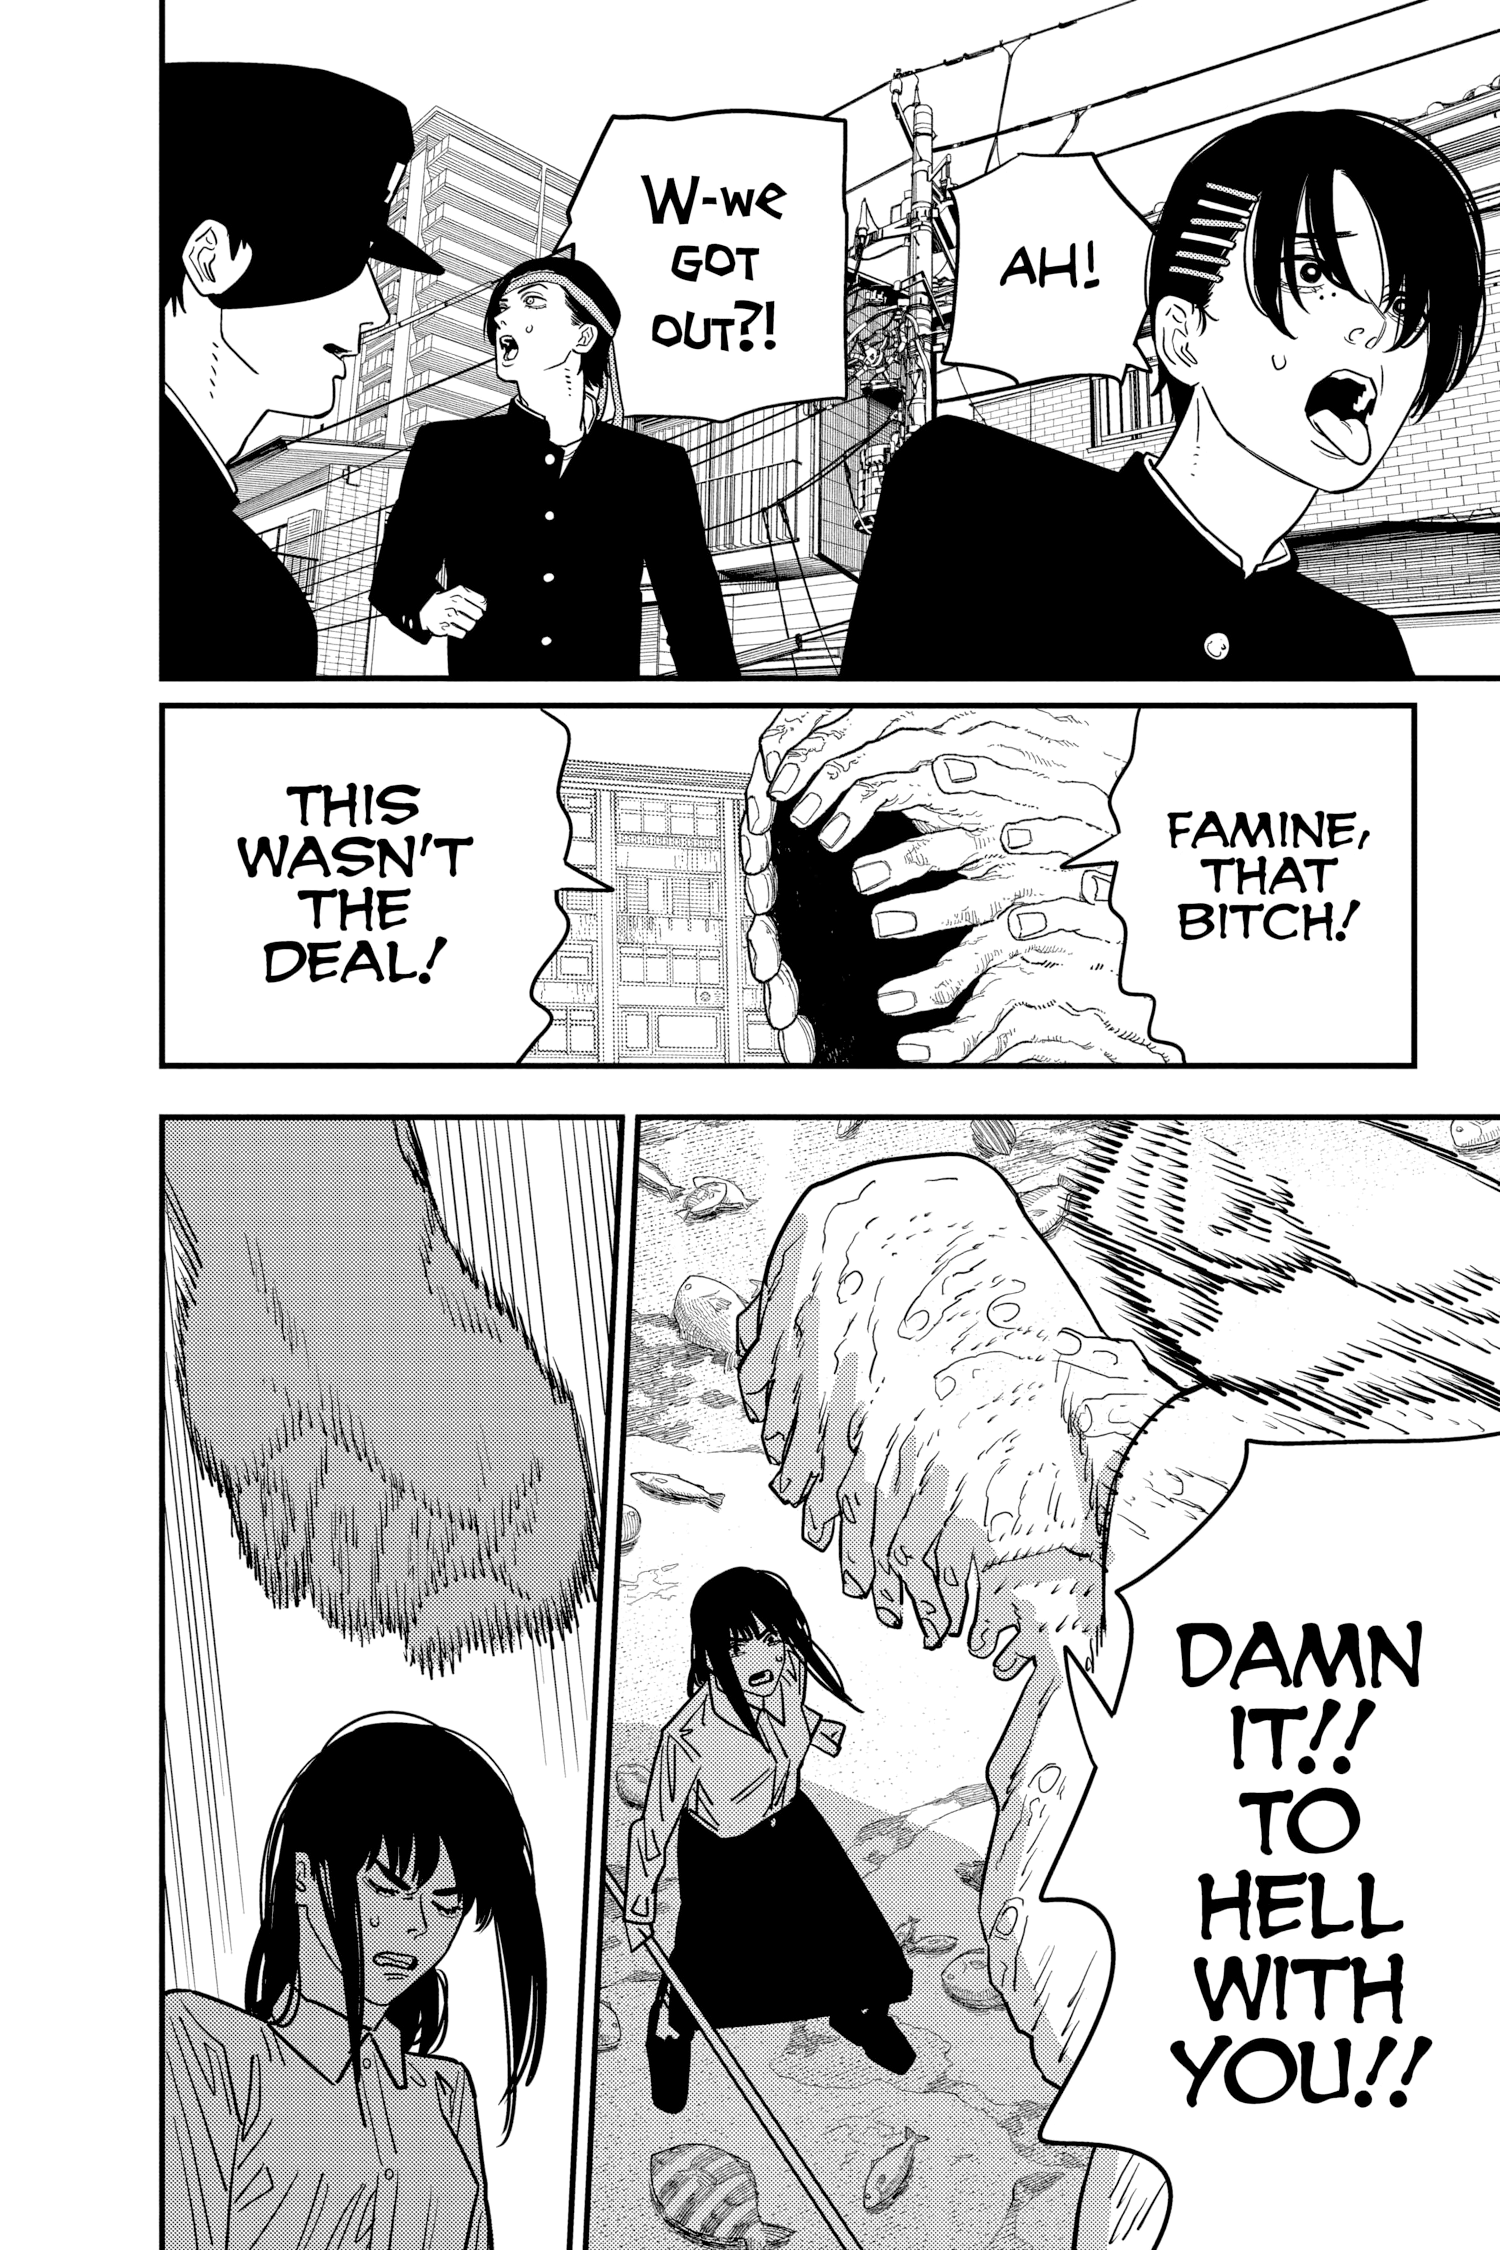 AH!
W-WE
GOT
OUT?!
FAMINE,
THAT
BITCH!
THIS
WASN'T
THE
DEAL!
DAMN
IT!!
TO
HELL
WITH
YOU!!